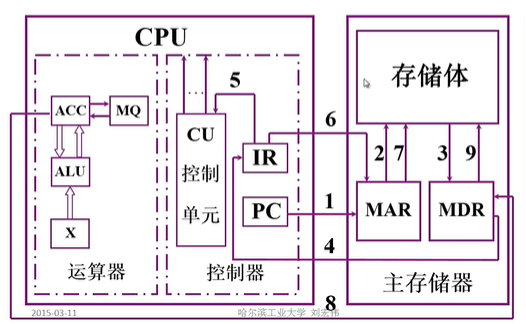 CPU
ACC
MQ
ALU
X
运算器
...
5
CU
控制
单元
IR
PC
控制器
6
1
4
8
存储体
2
7
3
9
MAR
MDR
主存储器
2015-03-11
哈尔滨工业大学 刘宏伟